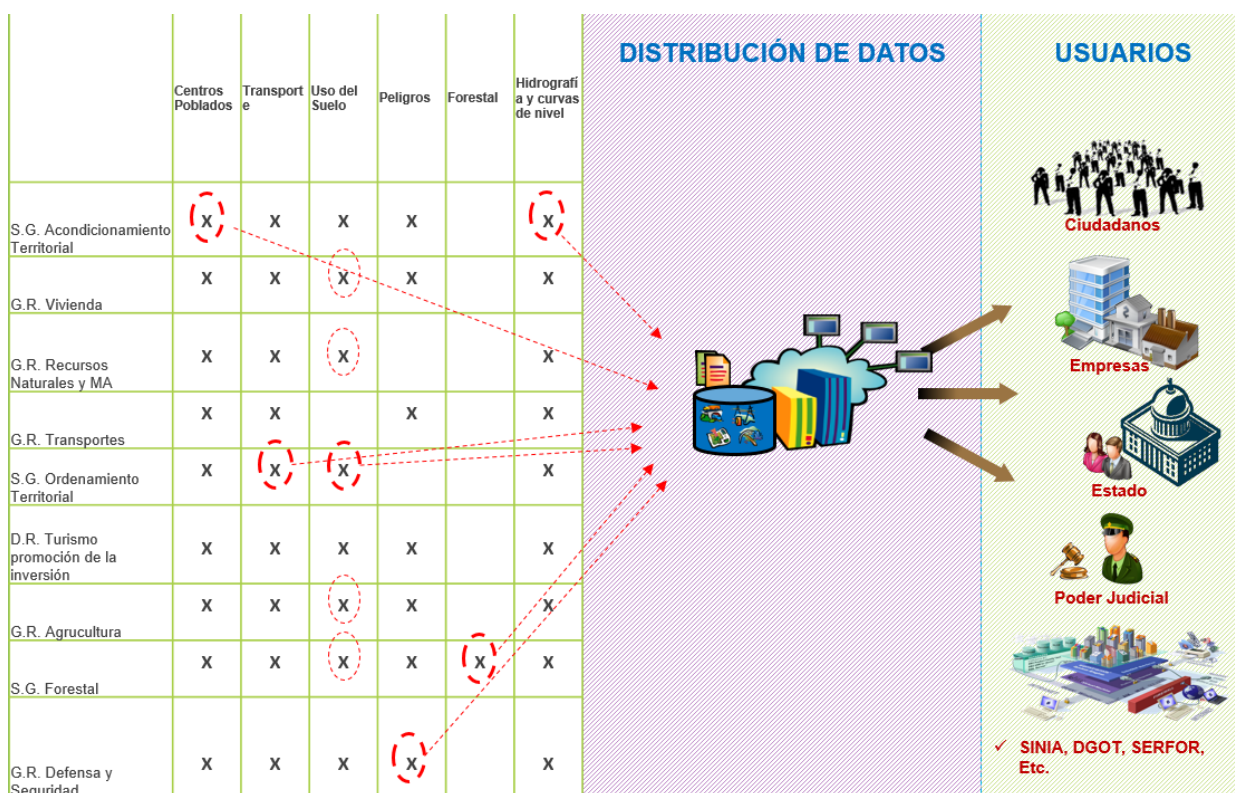 DISTRIBUCIÓN DE DATOS
USUARIOS
Centros
Poblados
Transport
e
Uso del
Suelo
Peligros
Forestal
Hidrografí
a y curvas
de nivel
S.G. Acondicionamiento
Territorial
X X X X X
G.R. Vivienda
X X X X X
G.R. Recursos
Naturales y MA
X X X X
G.R. Transportes
X X X X
S.G. Ordenamiento
Territorial
X X X X
D.R. Turismo
promoción de la
inversión
X X X X X
G.R. Agrucultura
X X X X X
S.G. Forestal
X X X X X X
G.R. Defensa y
Seguridad
X X X X X
Ciudadanos
Empresas
Estado
Poder Judicial
✓ SINIA, DGOT, SERFOR,
Etc.